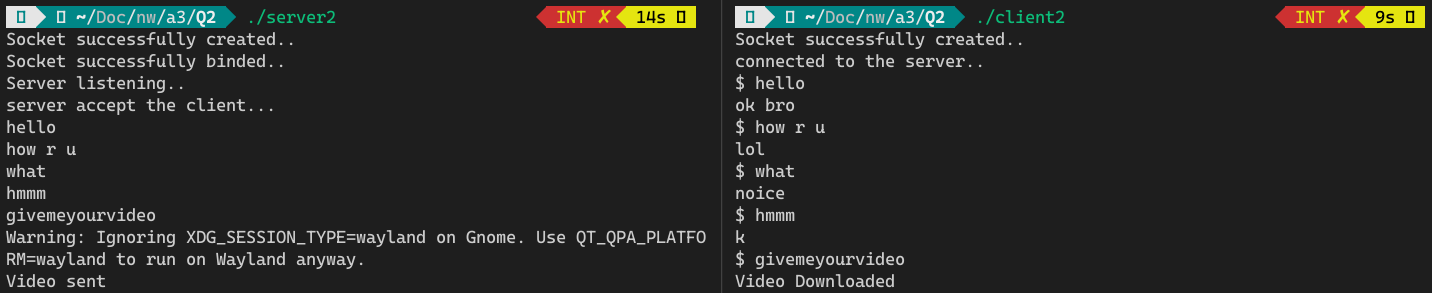 ~/Doc/nw/a3/Q2 ./server2 INT ✗ 14s
Socket successfully created..
Socket successfully binded..
Server listening..
server accept the client...
hello
how r u
what
hmmm
givemeyourvideo
Warning: Ignoring XDG_SESSION_TYPE=wayland on Gnome. Use QT_QPA_PLATFO
RM=wayland to run on Wayland anyway.
Video sent
~/Doc/nw/a3/Q2 ./client2 INT ✗ 9s
Socket successfully created..
connected to the server..
$ hello
ok bro
$ how r u
lol
$ what
noice
$ hmmm
k
$ givemeyourvideo
Video Downloaded